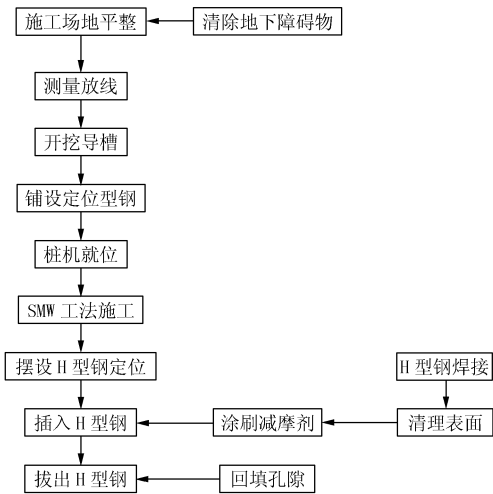 施工场地平整
清除地下障碍物
测量放线
开挖导槽
铺设定位型钢
桩机就位
SMW 工法施工
摆设 H 型钢定位
H 型钢焊接
插入 H 型钢
涂刷减摩剂
清理表面
拔出 H 型钢
回填孔隙